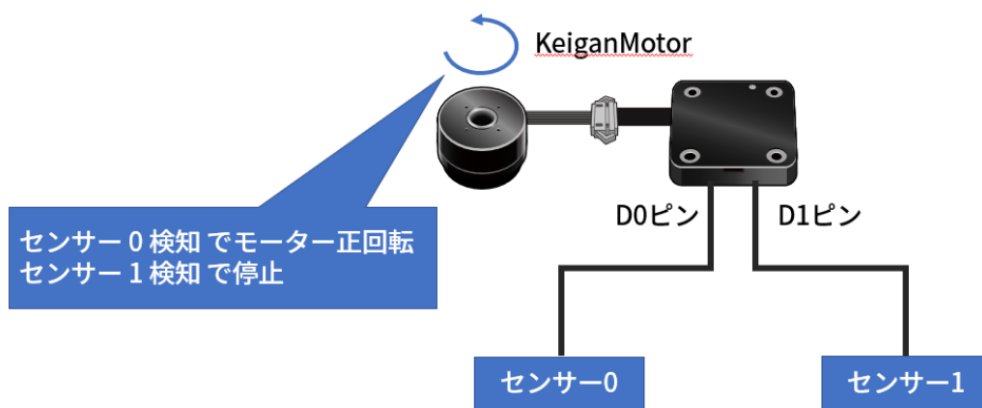 KeiganMotor
D0ピン
D1ピン
センサー 0 検知 でモーター正回転
センサー 1 検知 で停止
センサー0
センサー1